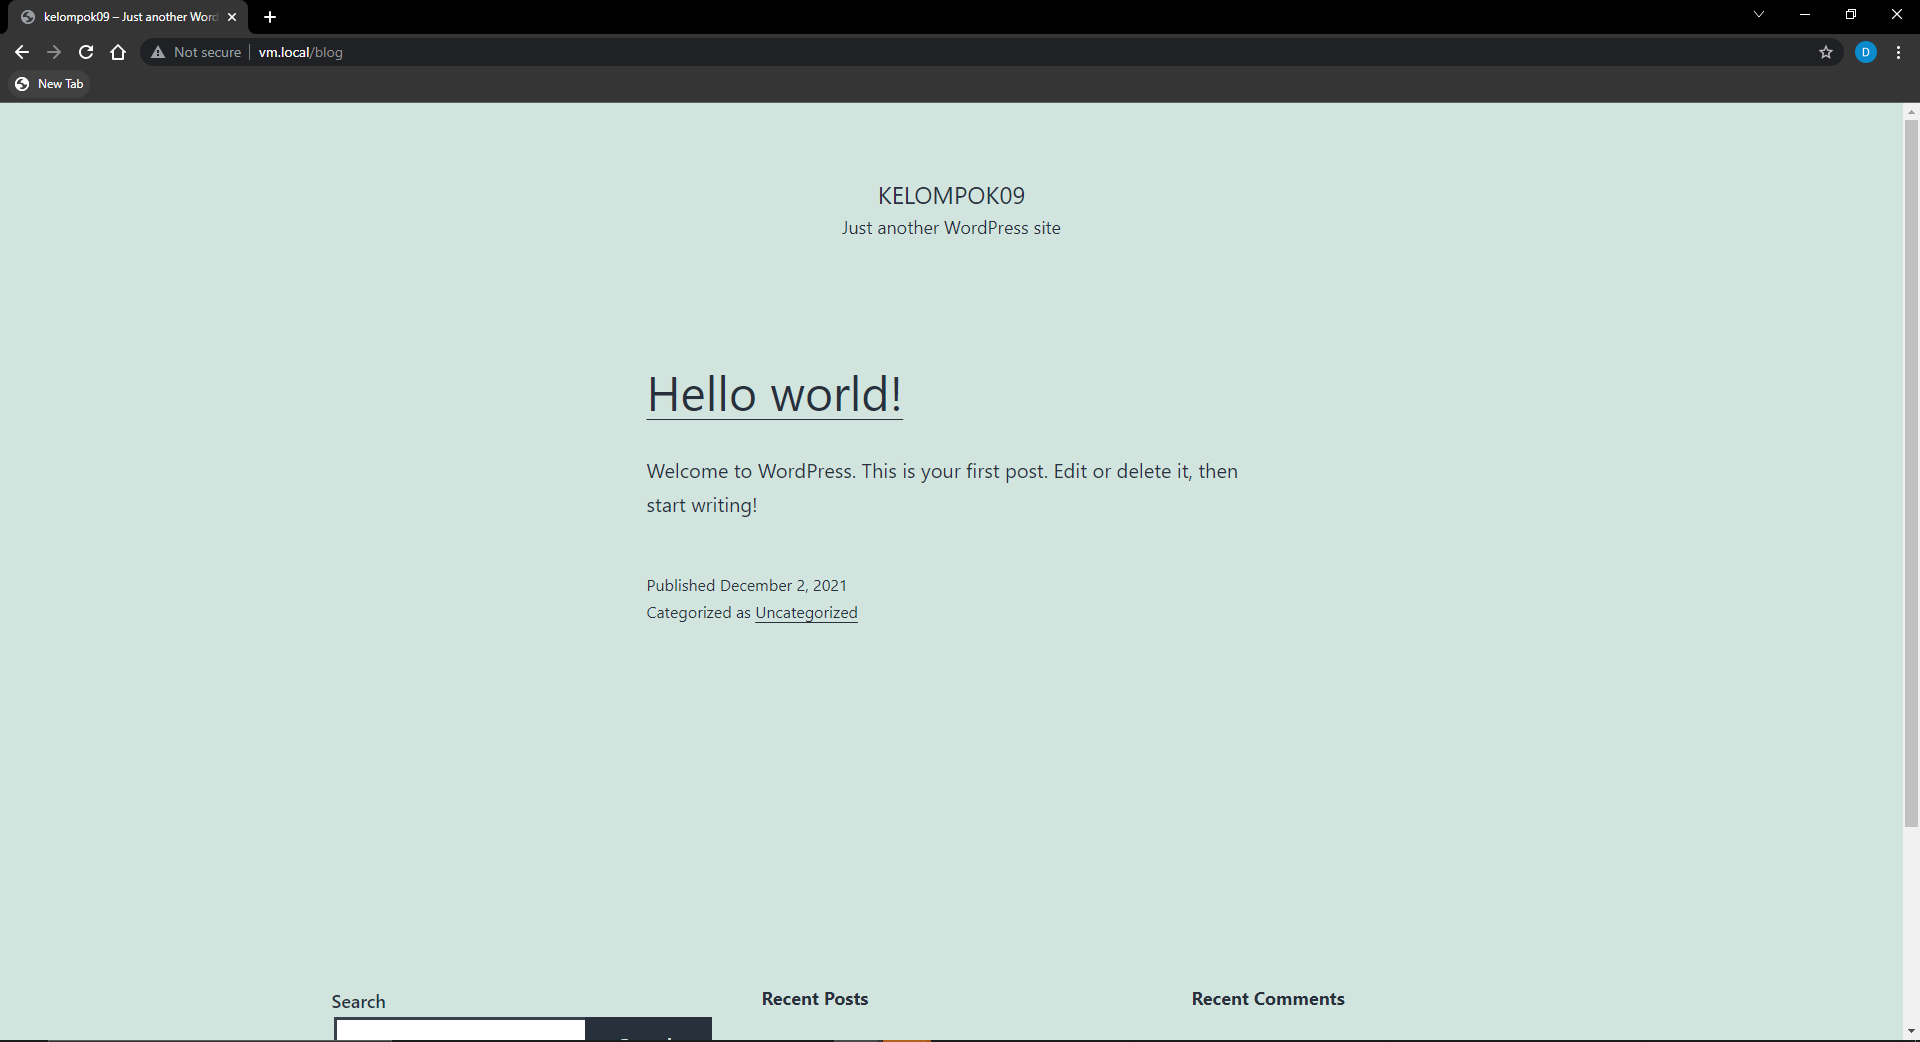 kelompok09 – Just another Word
Not secure
vm.local/blog
D
New Tab
KELOMPOK09
Just another WordPress site
Hello world!
Welcome to WordPress. This is your first post. Edit or delete it, then
start writing!
Published December 2, 2021
Categorized as Uncategorized
Search
Recent Posts
Recent Comments